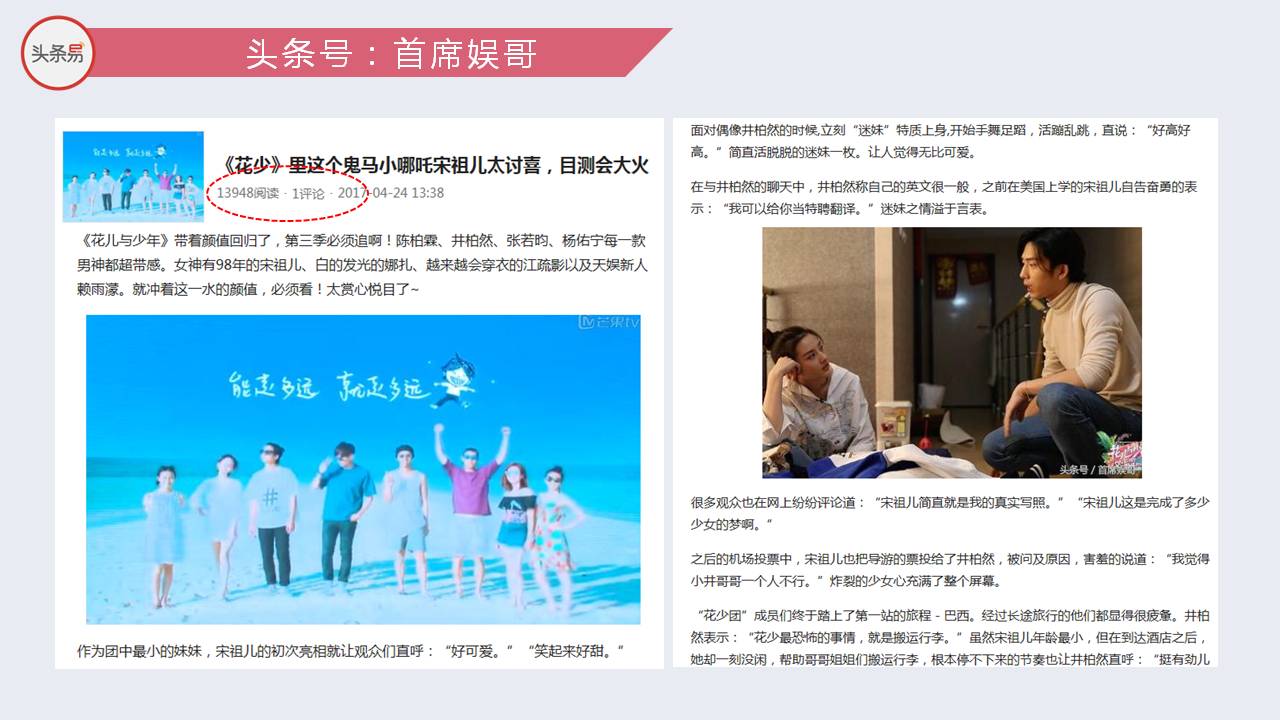 头条易
头条号：首席娱哥
能走多远 就走多远
《花少》里这个鬼马小哪吒宋祖儿太讨喜，目测会大火
13948阅读 · 1评论 · 2017-04-24 13:38
《花儿与少年》带着颜值回归了，第三季必须追啊！陈柏霖、井柏然、张若昀、杨佑宁每一款
男神都超带感。女神有98年的宋祖儿、白的发光的娜扎、越来越会穿衣的江疏影以及天娱新人
赖雨濛。就冲着这一水的颜值，必须看！太赏心悦目了~
芒果tv
能走多远 就走多远
#
作为团中最小的妹妹，宋祖儿的初次亮相就让观众们直呼：“好可爱。”“笑起来好甜。“
面对偶像井柏然的时候,立刻“迷妹”特质上身,开始手舞足蹈，活蹦乱跳，直说：“好高好
高。”简直活脱脱的迷妹一枚。让人觉得无比可爱。
在与井柏然的聊天中，井柏然称自己的英文很一般，之前在美国上学的宋祖儿自告奋勇的表
示：“我可以给你当特聘翻译。”迷妹之情溢于言表。
头条号 / 首席娱哥
很多观众也在网上纷纷评论道：“宋祖儿简直就是我的真实写照。”“宋祖儿这是完成了多少
少女的梦啊。“
之后的机场投票中，宋祖儿也把导游的票投给了井柏然，被问及原因，害羞的说道：“我觉得
小井哥哥一个人不行。”炸裂的少女心充满了整个屏幕。
“花少团”成员们终于踏上了第一站的旅程 - 巴西。经过长途旅行的他们都显得很疲惫。井柏
然表示：“花少最恐怖的事情，就是搬运行李。”虽然宋祖儿年龄最小，但在到达酒店之后，
她却一刻没闲，帮助哥哥姐姐们搬运行李，根本停不下来的节奏也让井柏然直呼：“挺有劲儿